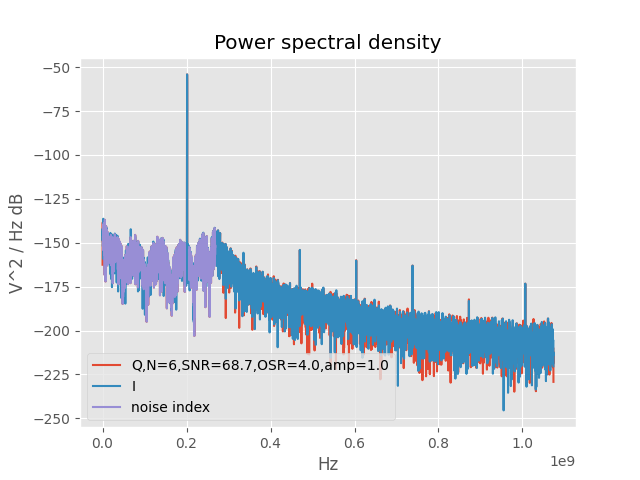 Power spectral density
V^2 / Hz dB
−50
−75
−100
−125
−150
−175
−200
−225
−250
Q,N=6,SNR=68.7,OSR=4.0,amp=1.0
I
noise index
0.0 0.2 0.4 0.6 0.8 1.0
1e9
Hz